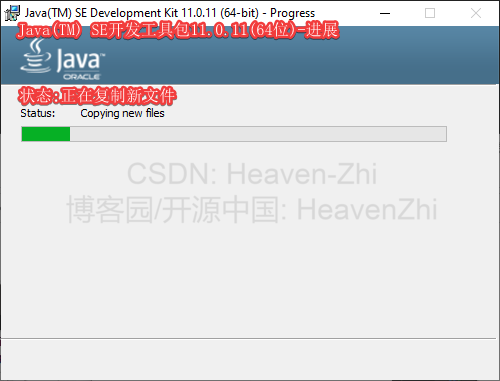 Java(TM) SE Development Kit 11.0.11 (64-bit) - Progress
Java(TM) SE开发工具包11.0.11(64位)-进展
Java
ORACLE
状态:正在复制新文件
Status: Copying new files
CSDN: Heaven-Zhi
博客园/开源中国: HeavenZhi